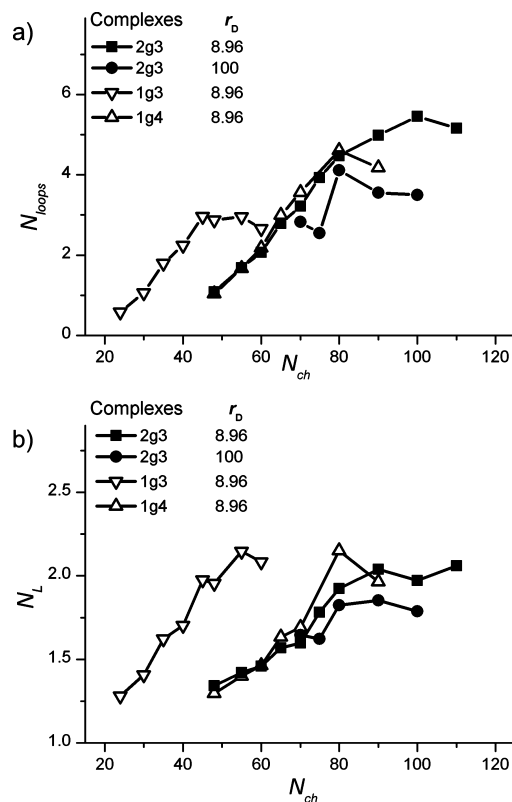 a)
Complexes r_D
2g3 8.96
2g3 100
1g3 8.96
1g4 8.96
N_loops
6
4
2
0
20 40 60 80 100 120
N_ch
b)
Complexes r_D
2g3 8.96
2g3 100
1g3 8.96
1g4 8.96
N_L
2.5
2.0
1.5
1.0
20 40 60 80 100 120
N_ch